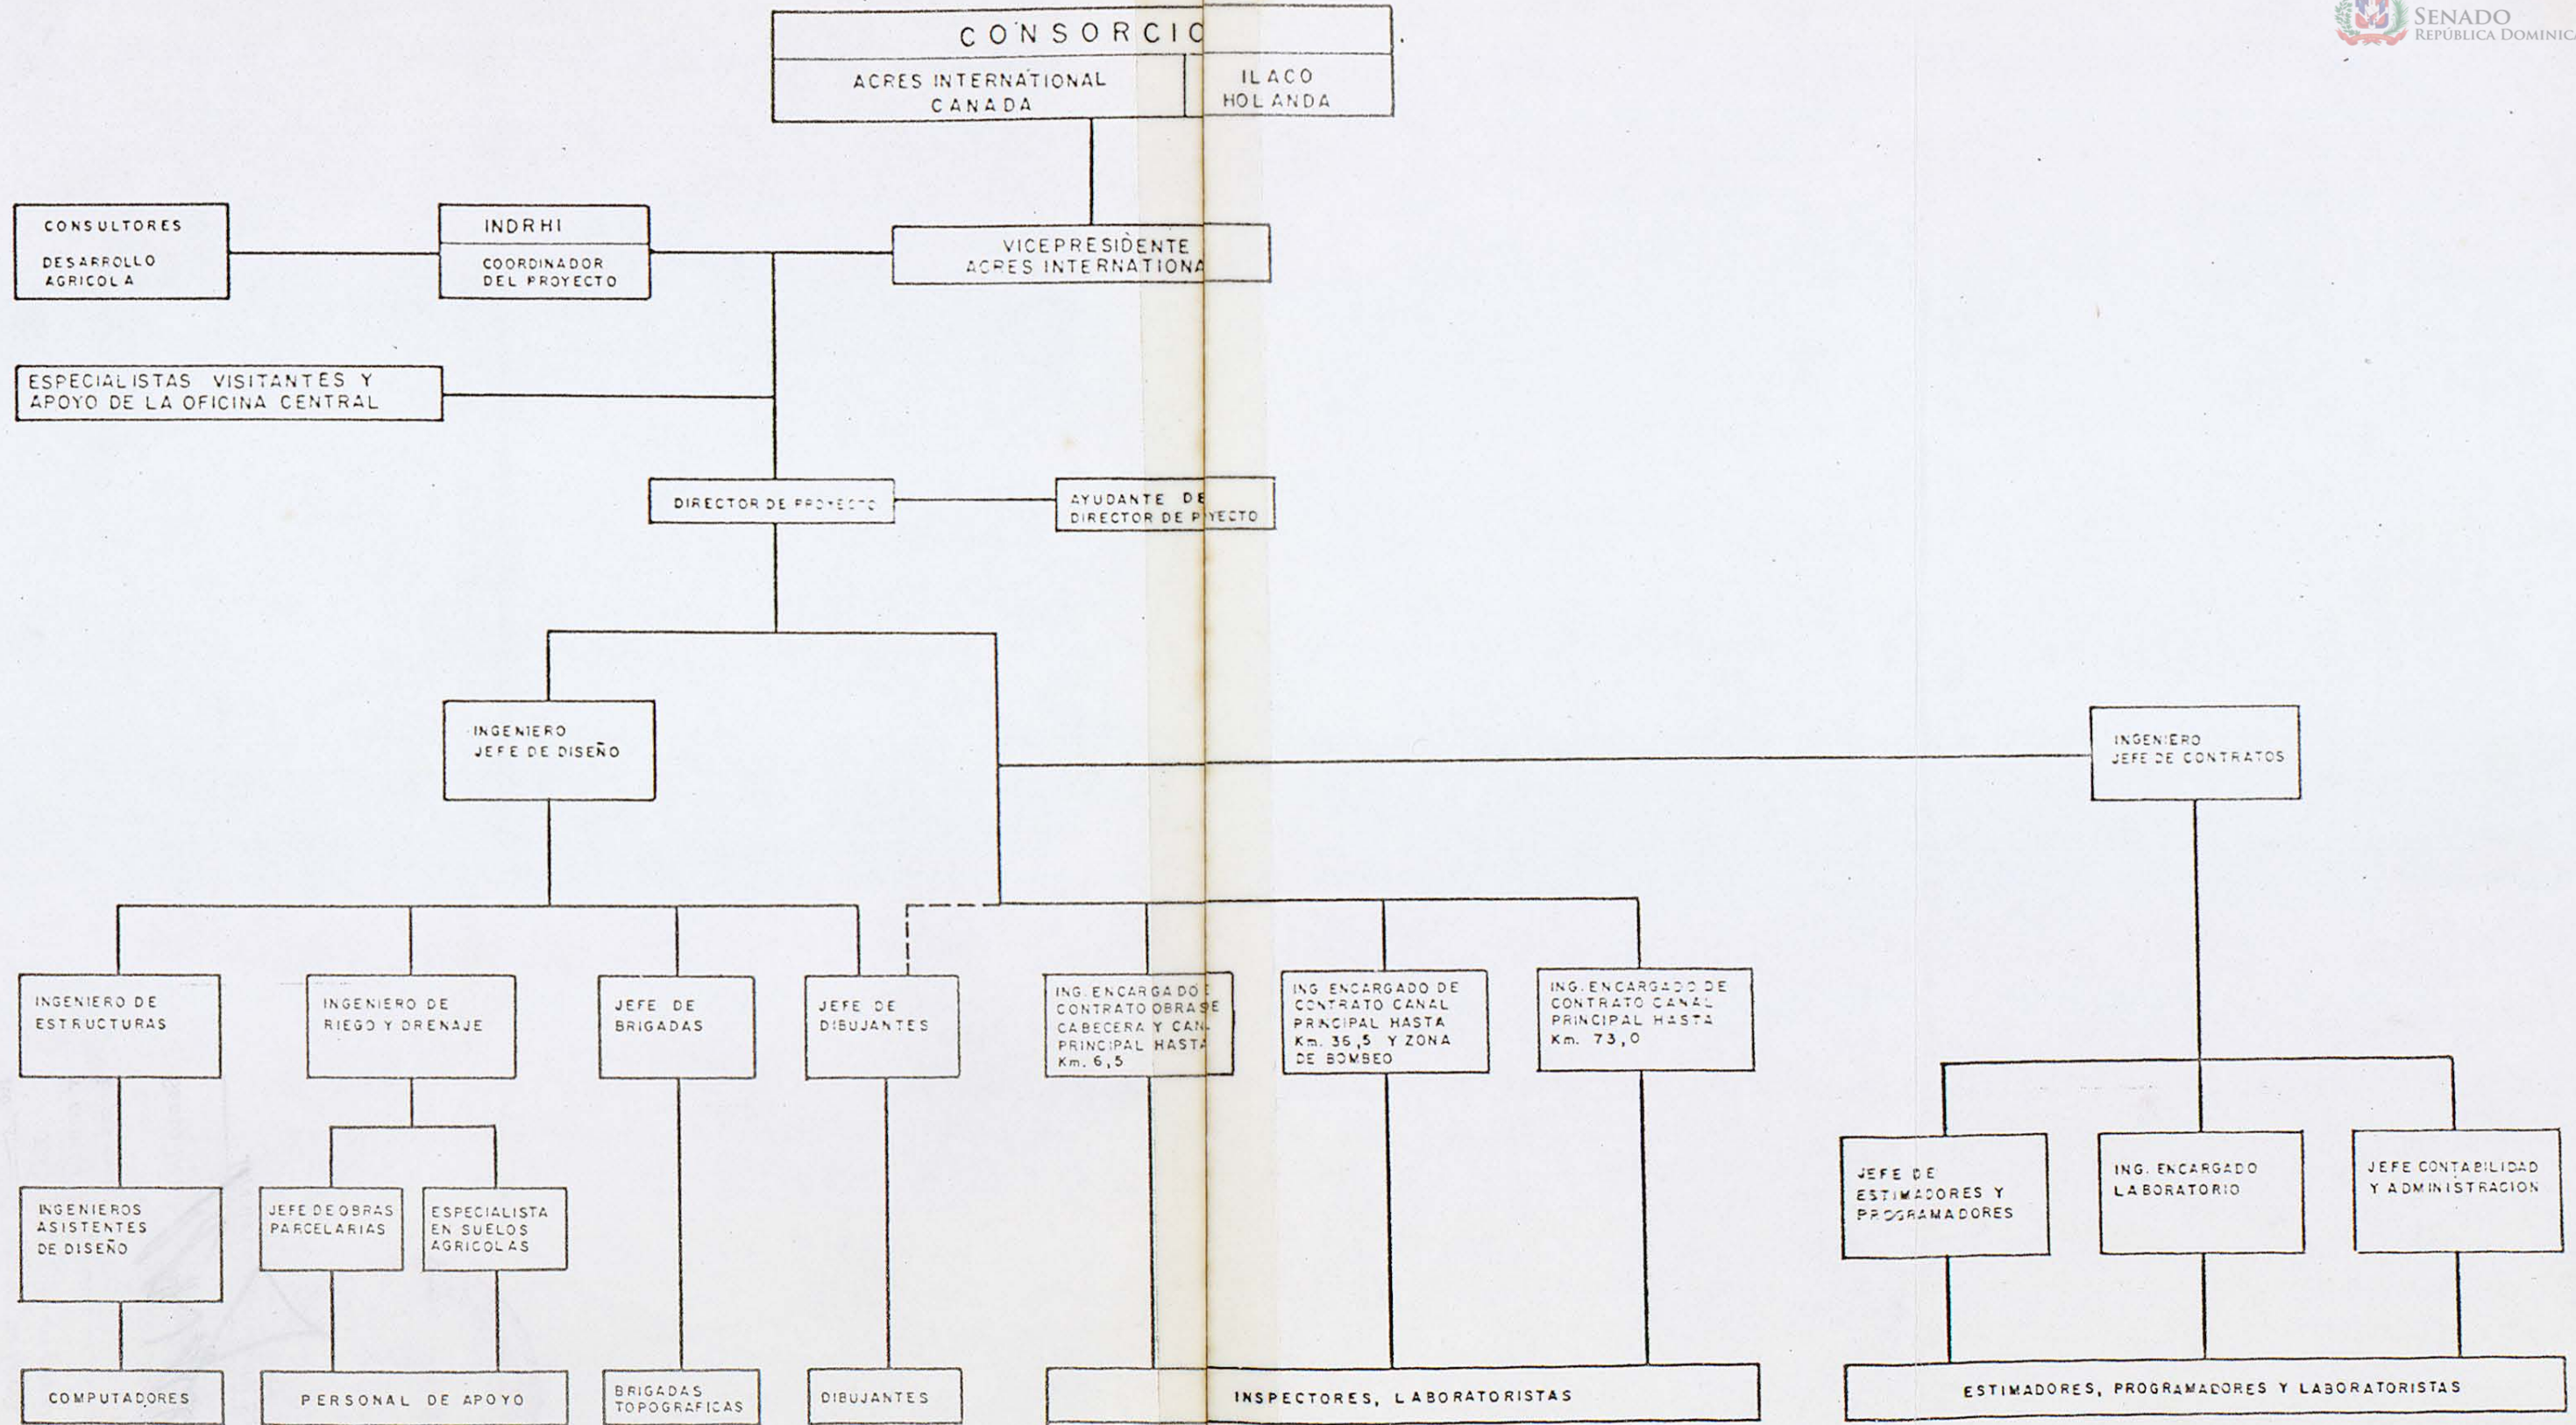 SENADO
CONSORCIO
ACRES INTERNATIONAL
CANADA
ILACO
HOLANDA
CONSULTORES
DESARROLLO
AGRICOLA
INDRHI
COORDINADOR
DEL PROYECTO
VICEPRESIDENTE
ACRES INTERNATIONA
ESPECIALISTAS VISITANTES Y
APOYO DE LA OFICINA CENTRAL
DIRECTOR DE PROYECTO
AYUDANTE DE
DIRECTOR DE P YECTO
INGENIERO
JEFE DE DISEÑO
INGENIERO
JEFE DE CONTRATOS
INGENIERO DE
ESTRUCTURAS
INGENIERO DE
RIEGO Y DRENAJE
JEFE DE
BRIGADAS
JEFE DE
DIBUJANTES
ING. ENCARGADO E
CONTRATO OBRAS E
CABECERA Y CAN
PRINCIPAL HASTA
Km. 6,5
ING. ENCARGADO DE
CONTRATO CANAL
PRINCIPAL HASTA
Km. 36,5 Y ZONA
DE BOMBEO
ING. ENCARGADO DE
CONTRATO CANAL
PRINCIPAL HASTA
Km. 73,0
INGENIEROS
ASISTENTES
DE DISEÑO
JEFE DE OBRAS
PARCELARIAS
ESPECIALISTA
EN SUELOS
AGRICOLAS
JEFE DE
ESTIMADORES Y
PROGRAMADORES
ING. ENCARGADO
LABORATORIO
JEFE CONTABILIDAD
Y ADMINISTRACION
COMPUTADORES
PERSONAL DE APOYO
BRIGADAS
TOPOGRAFICAS
DIBUJANTES
INSPECTORES, LABORATORISTAS
ESTIMADORES, PROGRAMADORES Y LABORATORISTAS
REPÚBLICA DOMINIC